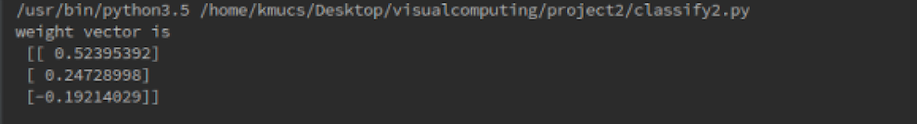 /usr/bin/python3.5 /home/kmucs/Desktop/visualcomputing/project2/classify2.py
weight vector is
[[ 0.52395392]
[ 0.24728998]
[-0.19214029]]